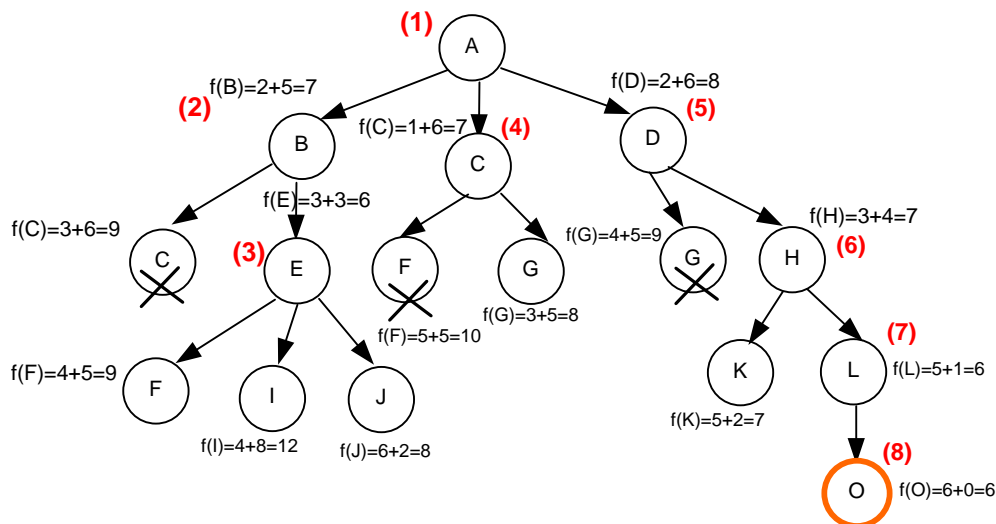 (1)
A
f(B)=2+5=7
f(D)=2+6=8
(2)
(5)
f(C)=1+6=7
(4)
B
C
D
f(E)=3+3=6
f(C)=3+6=9
f(G)=4+5=9
f(H)=3+4=7
(3)
(6)
C
E
F
G
G
H
f(G)=3+5=8
f(F)=5+5=10
(7)
f(F)=4+5=9
F
I
J
K
L
f(L)=5+1=6
f(K)=5+2=7
f(I)=4+8=12
f(J)=6+2=8
(8)
O
f(O)=6+0=6